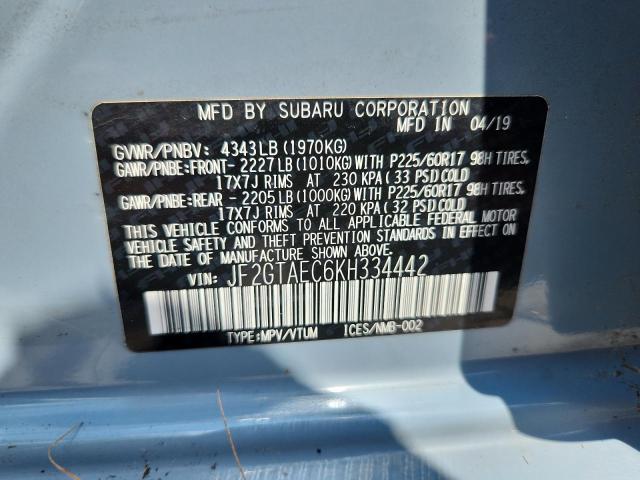 MFD BY SUBARU CORPORATION
MFD IN 04/19
GVWR/PNBV: 4343LB (1970KG)
GAWR/PNBE:FRONT-2227LB (1010KG) WITH P225/60R17 98H TIRES,
17X7J RIMS AT 230 KPA (33 PSI) COLD
GAWR/PNBE:REAR -2205LB (1000KG) WITH P225/60R17 98H TIRES,
17X7J RIMS AT 220 KPA (32 PSI) COLD
THIS VEHICLE CONFORMS TO ALL APPLICABLE FEDERAL MOTOR
VEHICLE SAFETY AND THEFT PREVENTION STANDARDS IN EFFECT ON
THE DATE OF MANUFACTURE SHOWN ABOVE.
VIN: JF2GTAEC6KH334442
TYPE:MPV/VTUM ICES/NMB-002